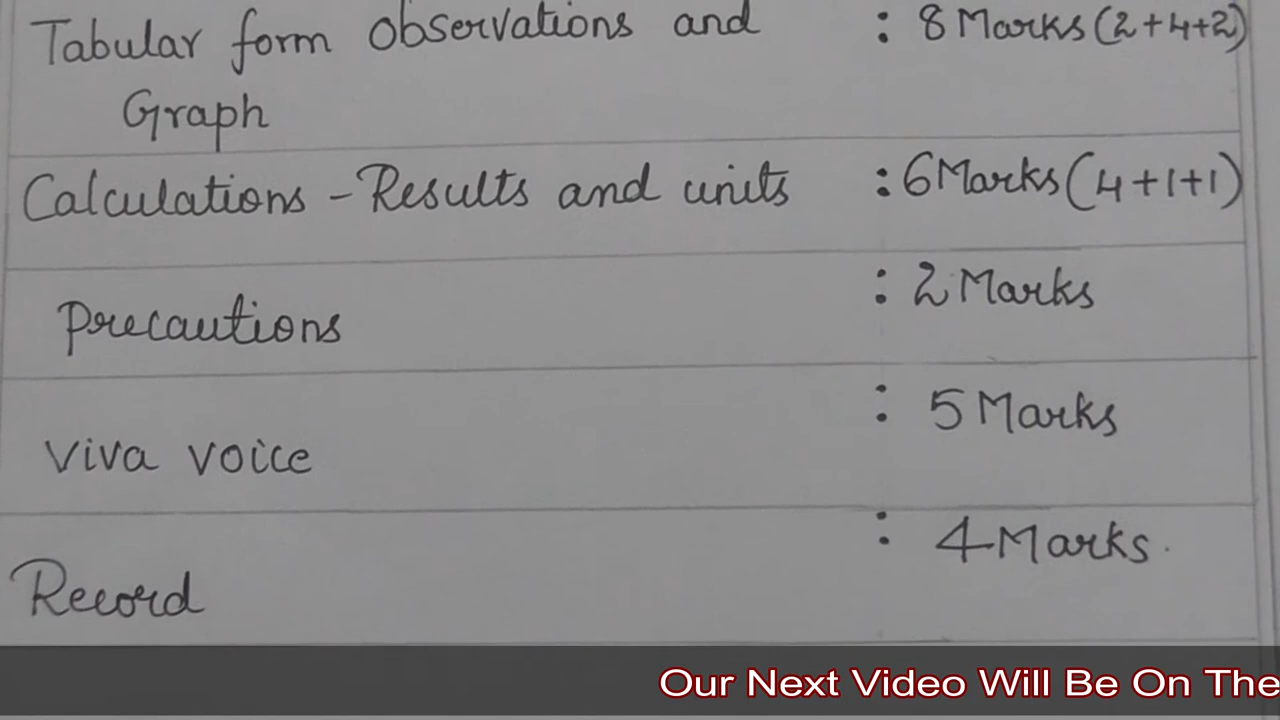 Tabular form observations and : 8 Marks (2+4+2)
Graph
Calculations - Results and units : 6 Marks (4+1+1)
Precautions : 2 Marks
viva voice : 5 Marks
Record : 4 Marks.
Our Next Video Will Be On The